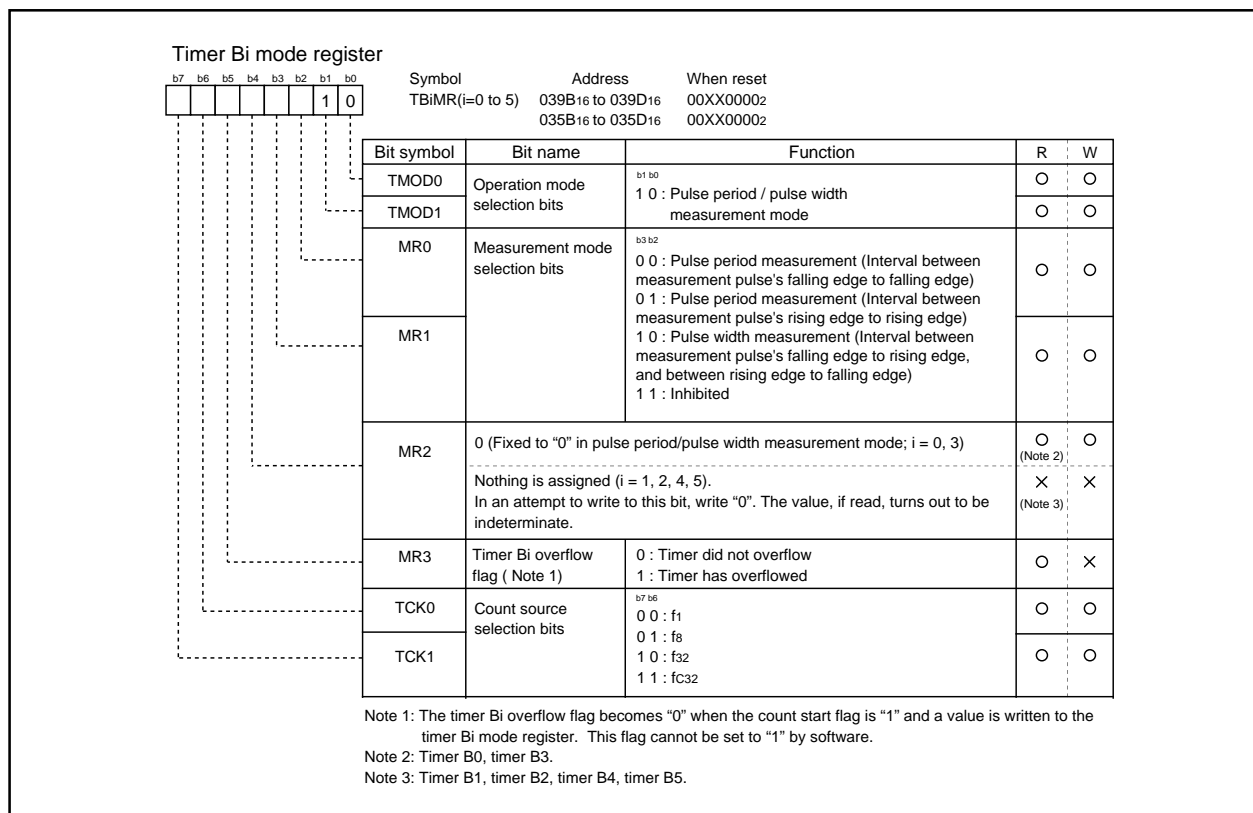 Timer Bi mode register
b7 b6 b5 b4 b3 b2 b1 b0
1 0
Symbol Address When reset
TBiMR(i=0 to 5) 039B16 to 039D16 00XX00002
035B16 to 035D16 00XX00002
Bit symbol Bit name Function R W
TMOD0
TMOD1
Operation mode
selection bits
b1 b0
1 0 : Pulse period / pulse width
measurement mode
MR0
MR1
Measurement mode
selection bits
b3 b2
0 0 : Pulse period measurement (Interval between
measurement pulse's falling edge to falling edge)
0 1 : Pulse period measurement (Interval between
measurement pulse's rising edge to rising edge)
1 0 : Pulse width measurement (Interval between
measurement pulse's falling edge to rising edge,
and between rising edge to falling edge)
1 1 : Inhibited
MR2
0 (Fixed to “0” in pulse period/pulse width measurement mode; i = 0, 3)
(Note 2)
Nothing is assigned (i = 1, 2, 4, 5).
In an attempt to write to this bit, write “0”. The value, if read, turns out to be
indeterminate.
(Note 3)
MR3
Timer Bi overflow
flag ( Note 1)
0 : Timer did not overflow
1 : Timer has overflowed
TCK0
TCK1
Count source
selection bits
b7 b6
0 0 : f1
0 1 : f8
1 0 : f32
1 1 : fC32
Note 1: The timer Bi overflow flag becomes “0” when the count start flag is “1” and a value is written to the
timer Bi mode register. This flag cannot be set to “1” by software.
Note 2: Timer B0, timer B3.
Note 3: Timer B1, timer B2, timer B4, timer B5.